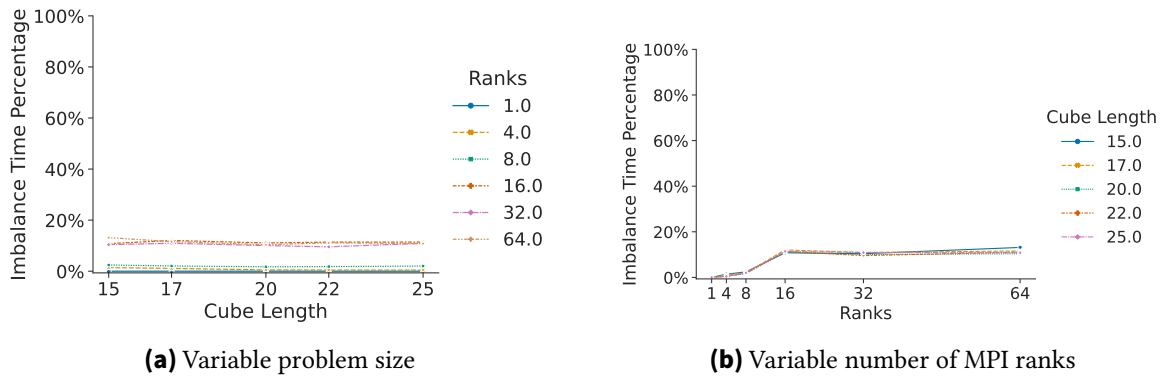 Imbalance Time Percentage
100%
80%
60%
40%
20%
0%
15 17 20 22 25
Cube Length
Ranks
1.0
4.0
8.0
16.0
32.0
64.0
(a) Variable problem size
Imbalance Time Percentage
100%
80%
60%
40%
20%
0%
1 4 8 16 32 64
Ranks
Cube Length
15.0
17.0
20.0
22.0
25.0
(b) Variable number of MPI ranks